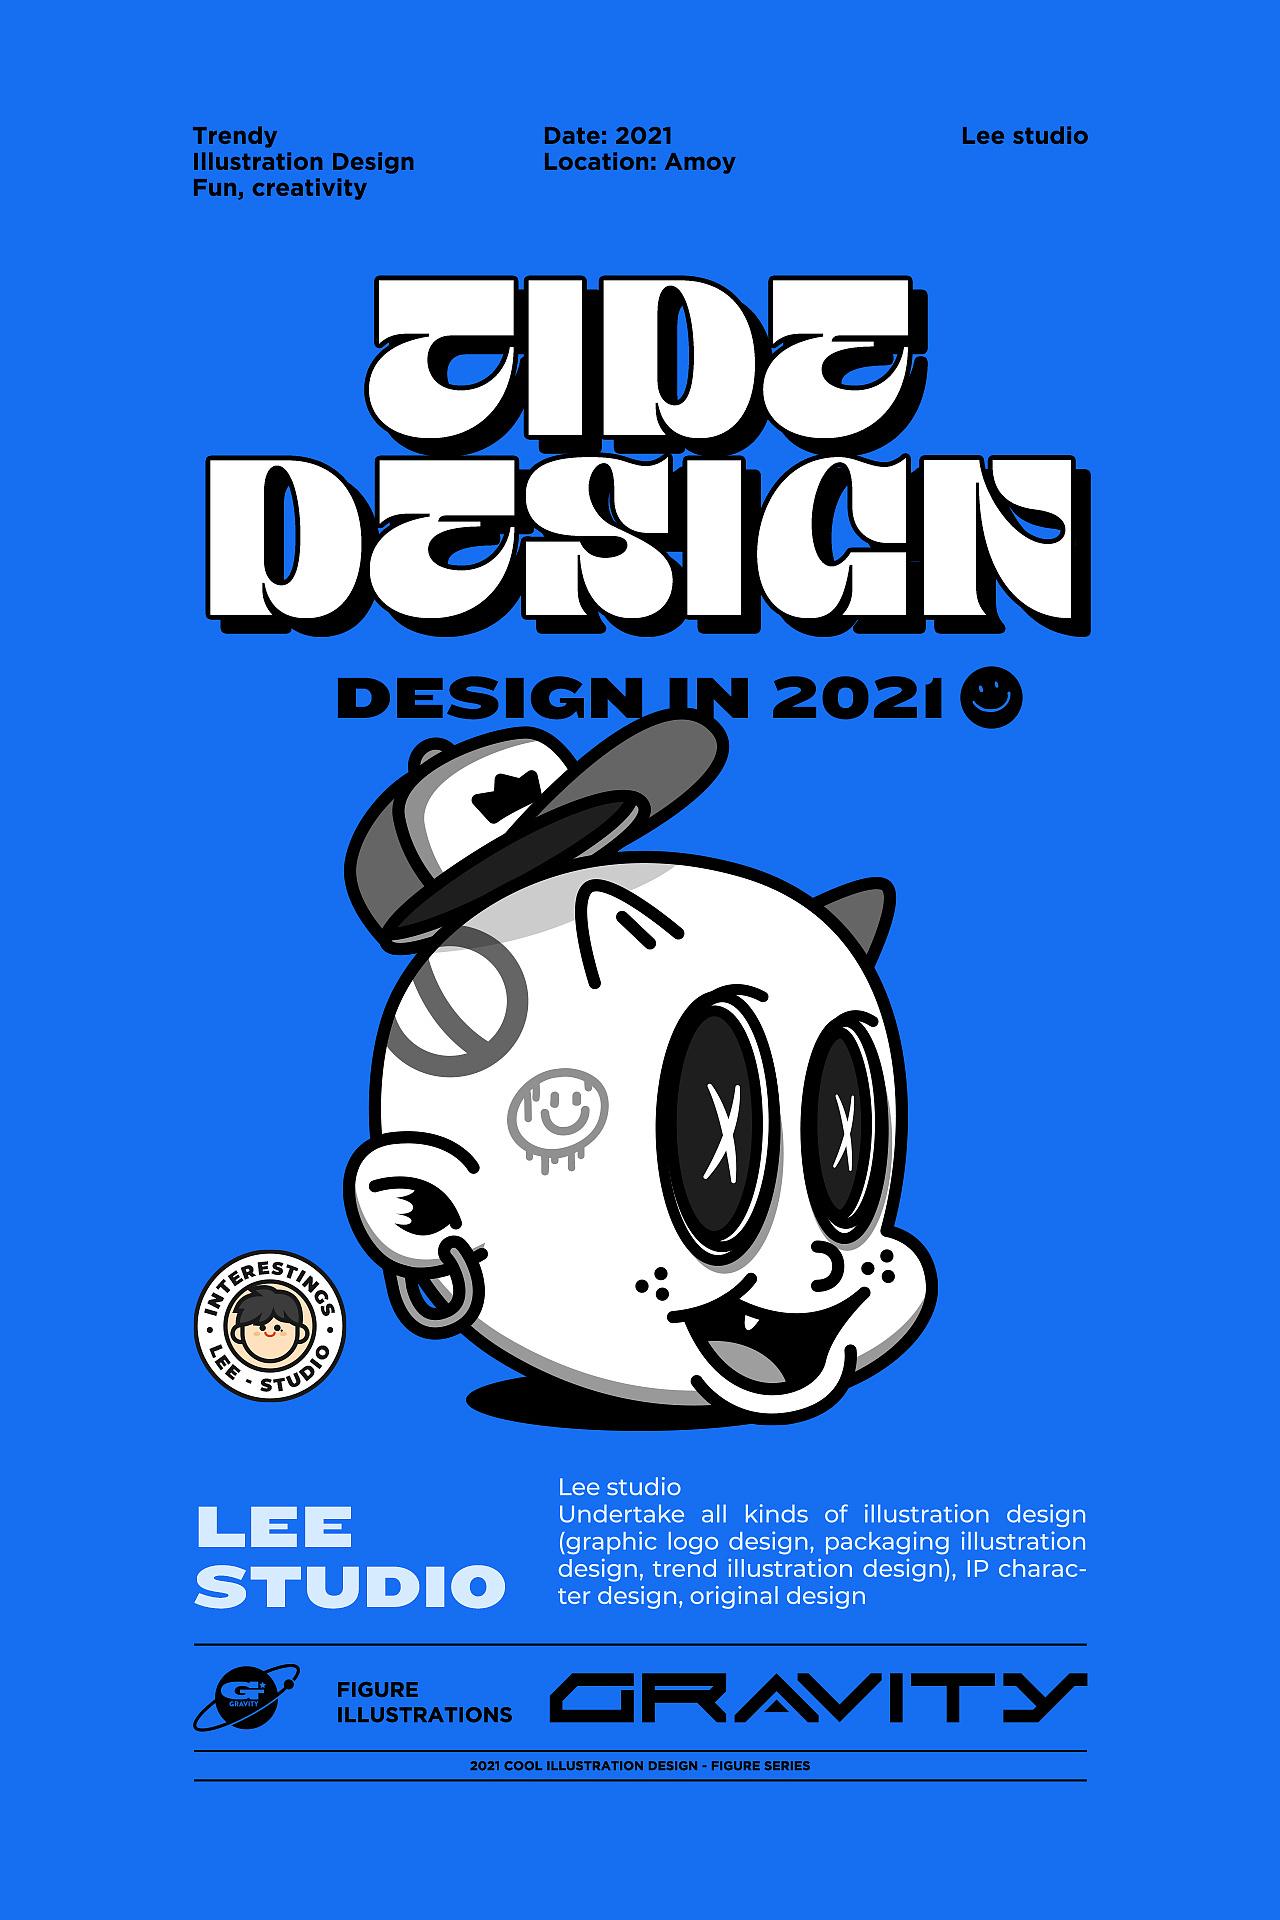 Trendy
Illustration Design
Fun, creativity
Date: 2021
Location: Amoy
Lee studio
TIDE
DESIGN
DESIGN IN 2021
INTERESTINGS
LEE - STUDIO
LEE
STUDIO
Lee studio
Undertake all kinds of illustration design
(graphic logo design, packaging illustration
design, trend illustration design), IP charac-
ter design, original design
GRAVITY
FIGURE
ILLUSTRATIONS
GRAVITY
2021 COOL ILLUSTRATION DESIGN - FIGURE SERIES